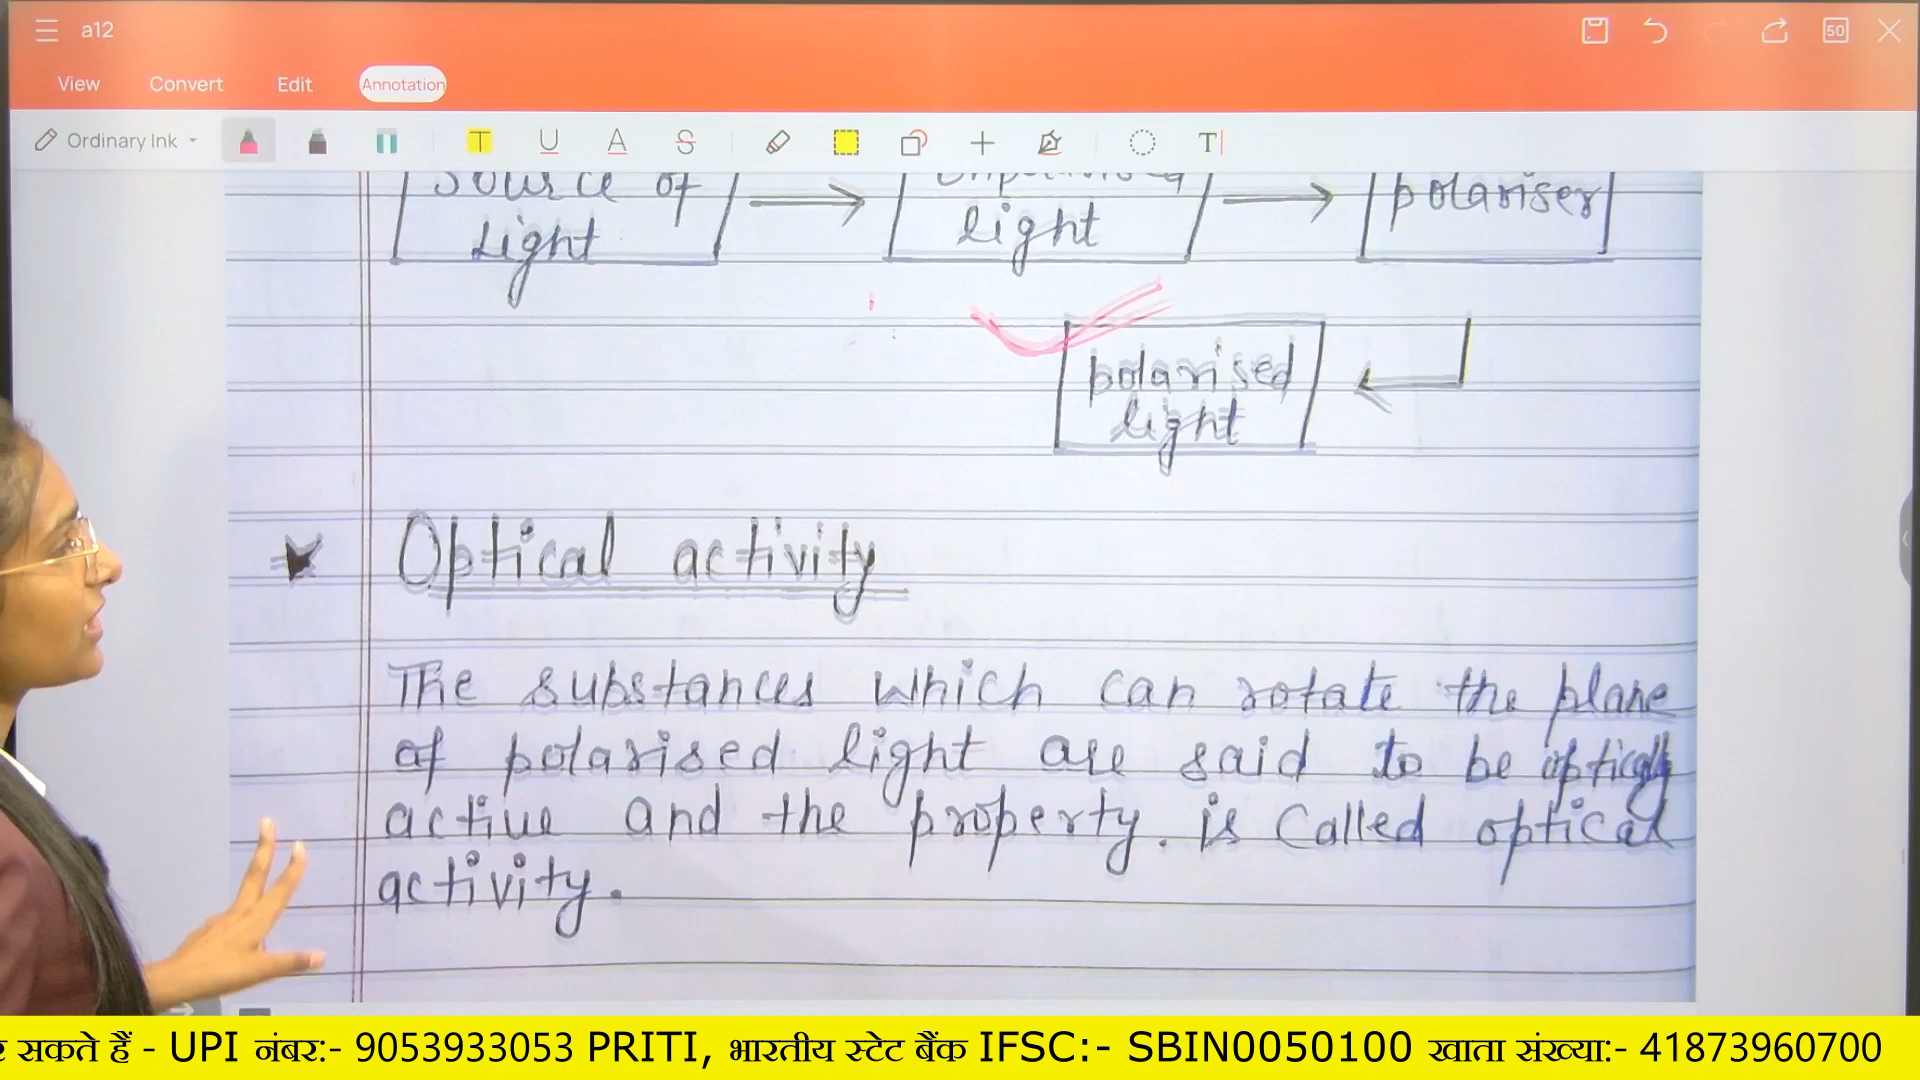 a12
50
View Convert Edit Annotation
Ordinary Ink
T U A S T
Source of
Light
light
polariser
polarised
light
Optical activity
The substances which can rotate the plane
of polarised light are said to be optically
active and the property. is called optical
activity.
सकते हैं - UPI नंबर:- 9053933053 PRITI, भारतीय स्टेट बैंक IFSC:- SBIN0050100 खाता संख्या:- 41873960700